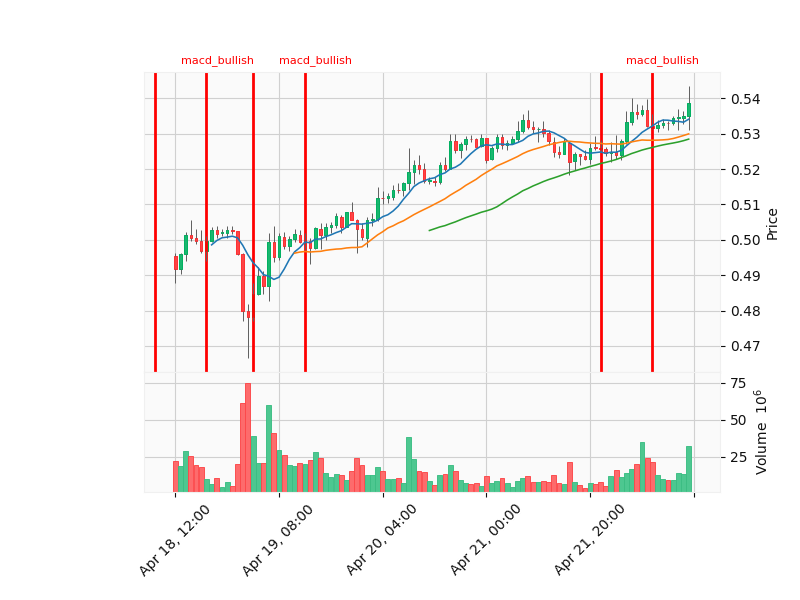 macd_bullish macd_bullish macd_bullish
0.54
0.53
0.52
0.51
0.50
0.49
0.48
0.47
Price
75
50
25
Volume 10^6
Apr 18, 12:00
Apr 19, 08:00
Apr 20, 04:00
Apr 21, 00:00
Apr 21, 20:00